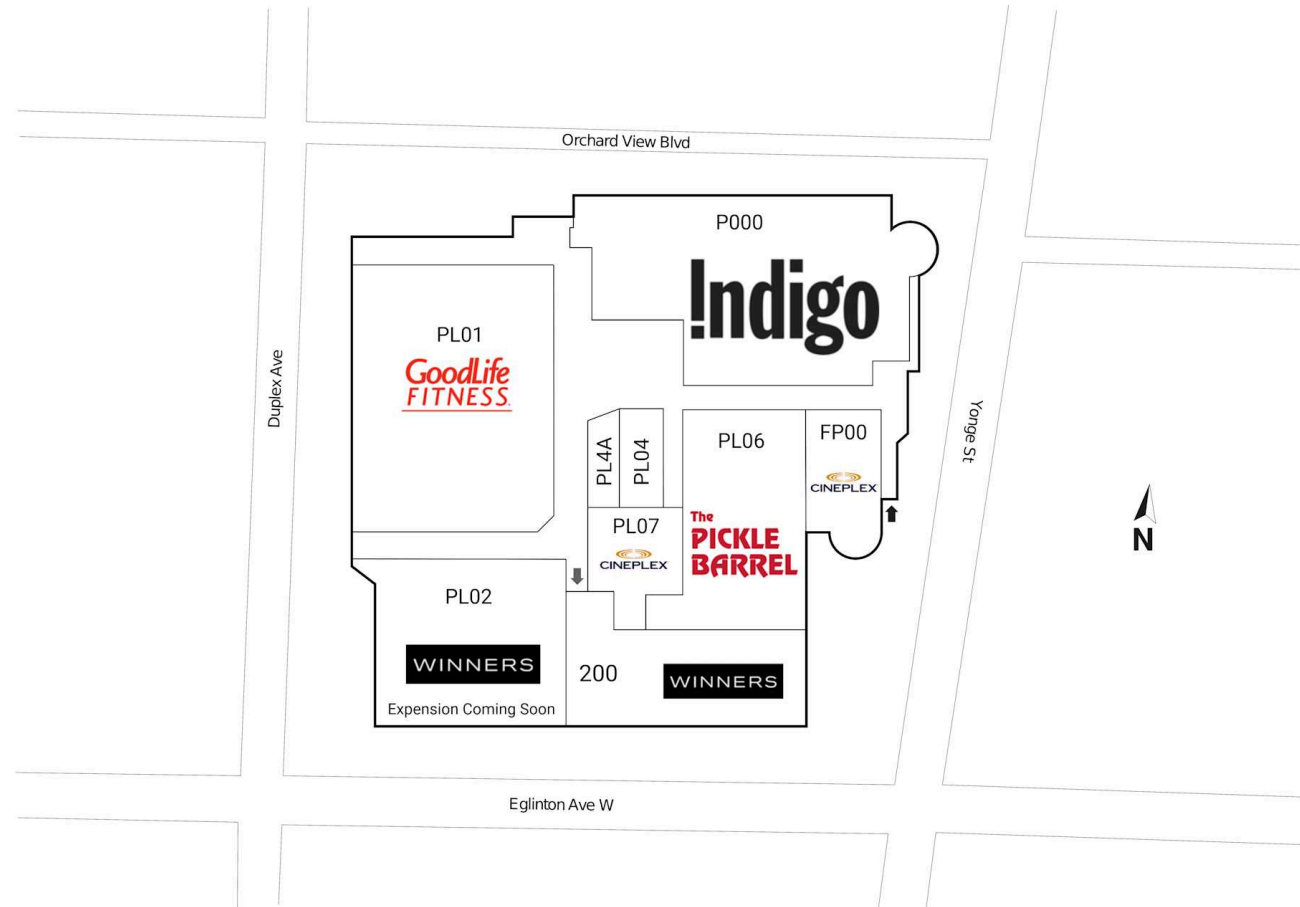 Orchard View Blvd
P000
!ndigo
PL01
GoodLife
FITNESS
Duplex Ave
Yonge St
PL4A
PL04
PL06
FP00
CINEPLEX
The
PICKLE
BARREL
PL07
CINEPLEX
N
PL02
WINNERS
Expension Coming Soon
200
WINNERS
Eglinton Ave W